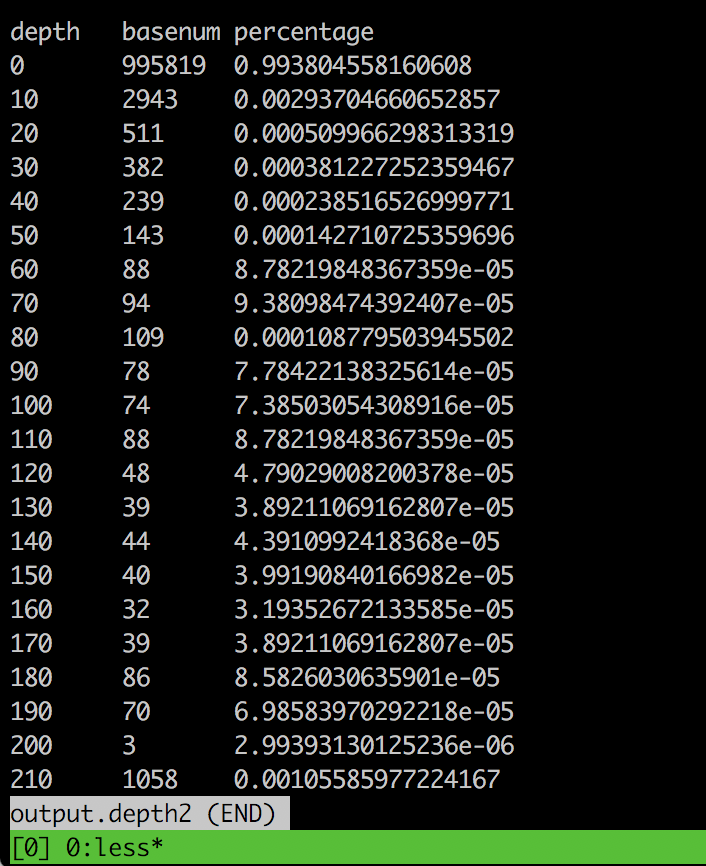 depth basenum percentage
0 995819 0.993804558160608
10 2943 0.00293704660652857
20 511 0.000509966298313319
30 382 0.000381227252359467
40 239 0.000238516526999771
50 143 0.000142710725359696
60 88 8.78219848367359e-05
70 94 9.38098474392407e-05
80 109 0.000108779503945502
90 78 7.78422138325614e-05
100 74 7.38503054308916e-05
110 88 8.78219848367359e-05
120 48 4.79029008200378e-05
130 39 3.89211069162807e-05
140 44 4.3910992418368e-05
150 40 3.99190840166982e-05
160 32 3.19352672133585e-05
170 39 3.89211069162807e-05
180 86 8.5826030635901e-05
190 70 6.98583970292218e-05
200 3 2.99393130125236e-06
210 1058 0.00105585977224167
output.depth2 (END)
[0] 0:less*